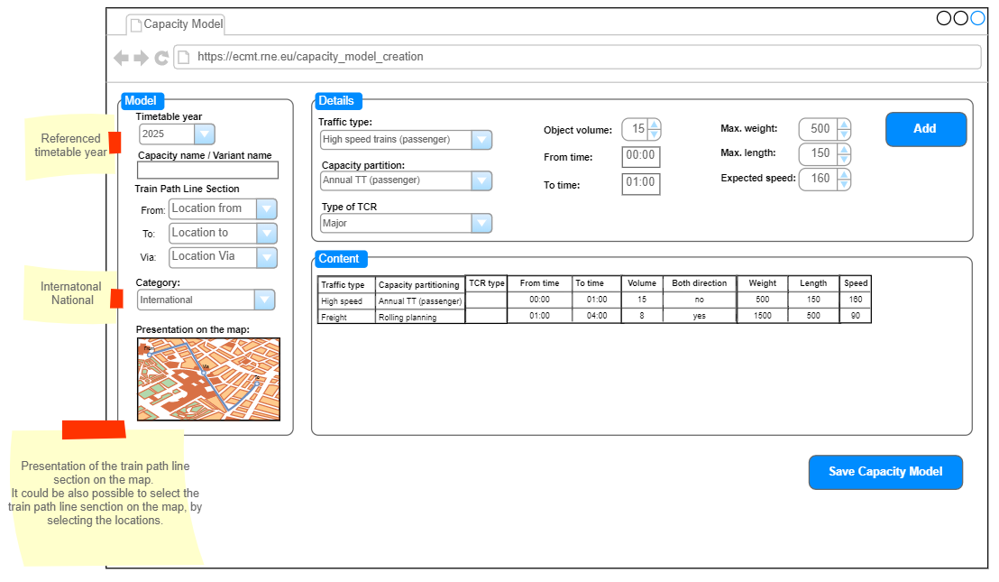 Capacity Model
https://ecmt.rne.eu/capacity_model_creation
Model
Timetable year
2025
Capacity name / Variant name
Train Path Line Section
From: Location from
To: Location to
Via: Location Via
Category:
International
Presentation on the map:
From
Via
To
Referenced
timetable year
Internatonal
National
Presentation of the train path line
section on the map.
It could be also possible to select the
train path line senction on the map, by
selecting the locations.
Details
Traffic type:
High speed trains (passenger)
Capacity partition:
Annual TT (passenger)
Type of TCR
Major
Object volume: 15
From time: 00:00
To time: 01:00
Max. weight: 500
Max. length: 150
Expected speed: 160
Add
Content
Traffic type Capacity partitioning TCR type From time To time Volume Both direction Weight Length Speed
High speed Annual TT (passenger) 00:00 01:00 15 no 500 150 160
Freight Rolling planning 01:00 04:00 8 yes 1500 500 90
Save Capacity Model